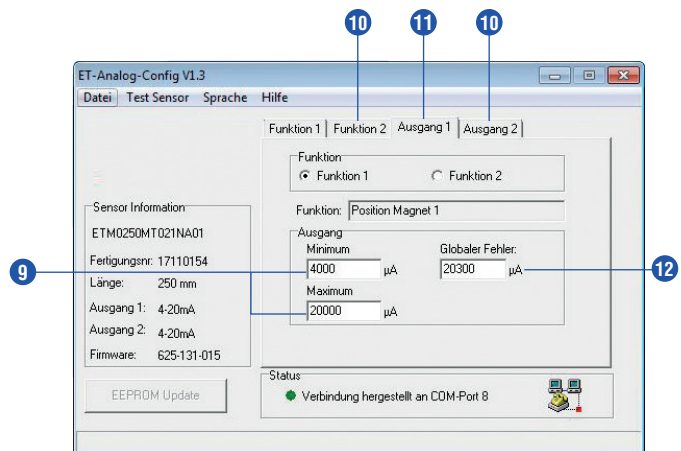 10 11 10
ET-Analog-Config V1.3
Datei Test Sensor Sprache Hilfe
Funktion 1 Funktion 2 Ausgang 1 Ausgang 2
Funktion
Funktion 1 Funktion 2
Funktion: Position Magnet 1
Ausgang
Minimum Globaler Fehler:
4000 µA 20300 µA
Maximum
20000 µA
9
12
Sensor Information
ETM0250MT021NA01
Fertigungsnr: 17110154
Länge: 250 mm
Ausgang 1: 4-20mA
Ausgang 2: 4-20mA
Firmware: 625-131-015
EEPROM Update
Status
Verbindung hergestellt an COM-Port 8